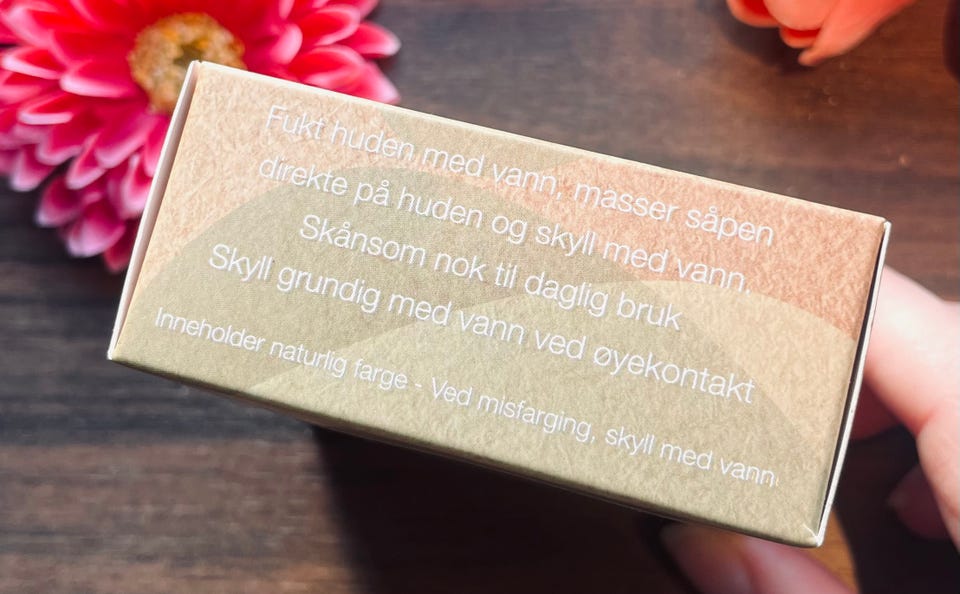 Fukt huden med vann, masser såpen
direkte på huden og skyll med vann,
Skånsom nok til daglig bruk
Skyll grundig med vann ved øyekontakt
Inneholder naturlig farge - Ved misfarging, skyll med vann